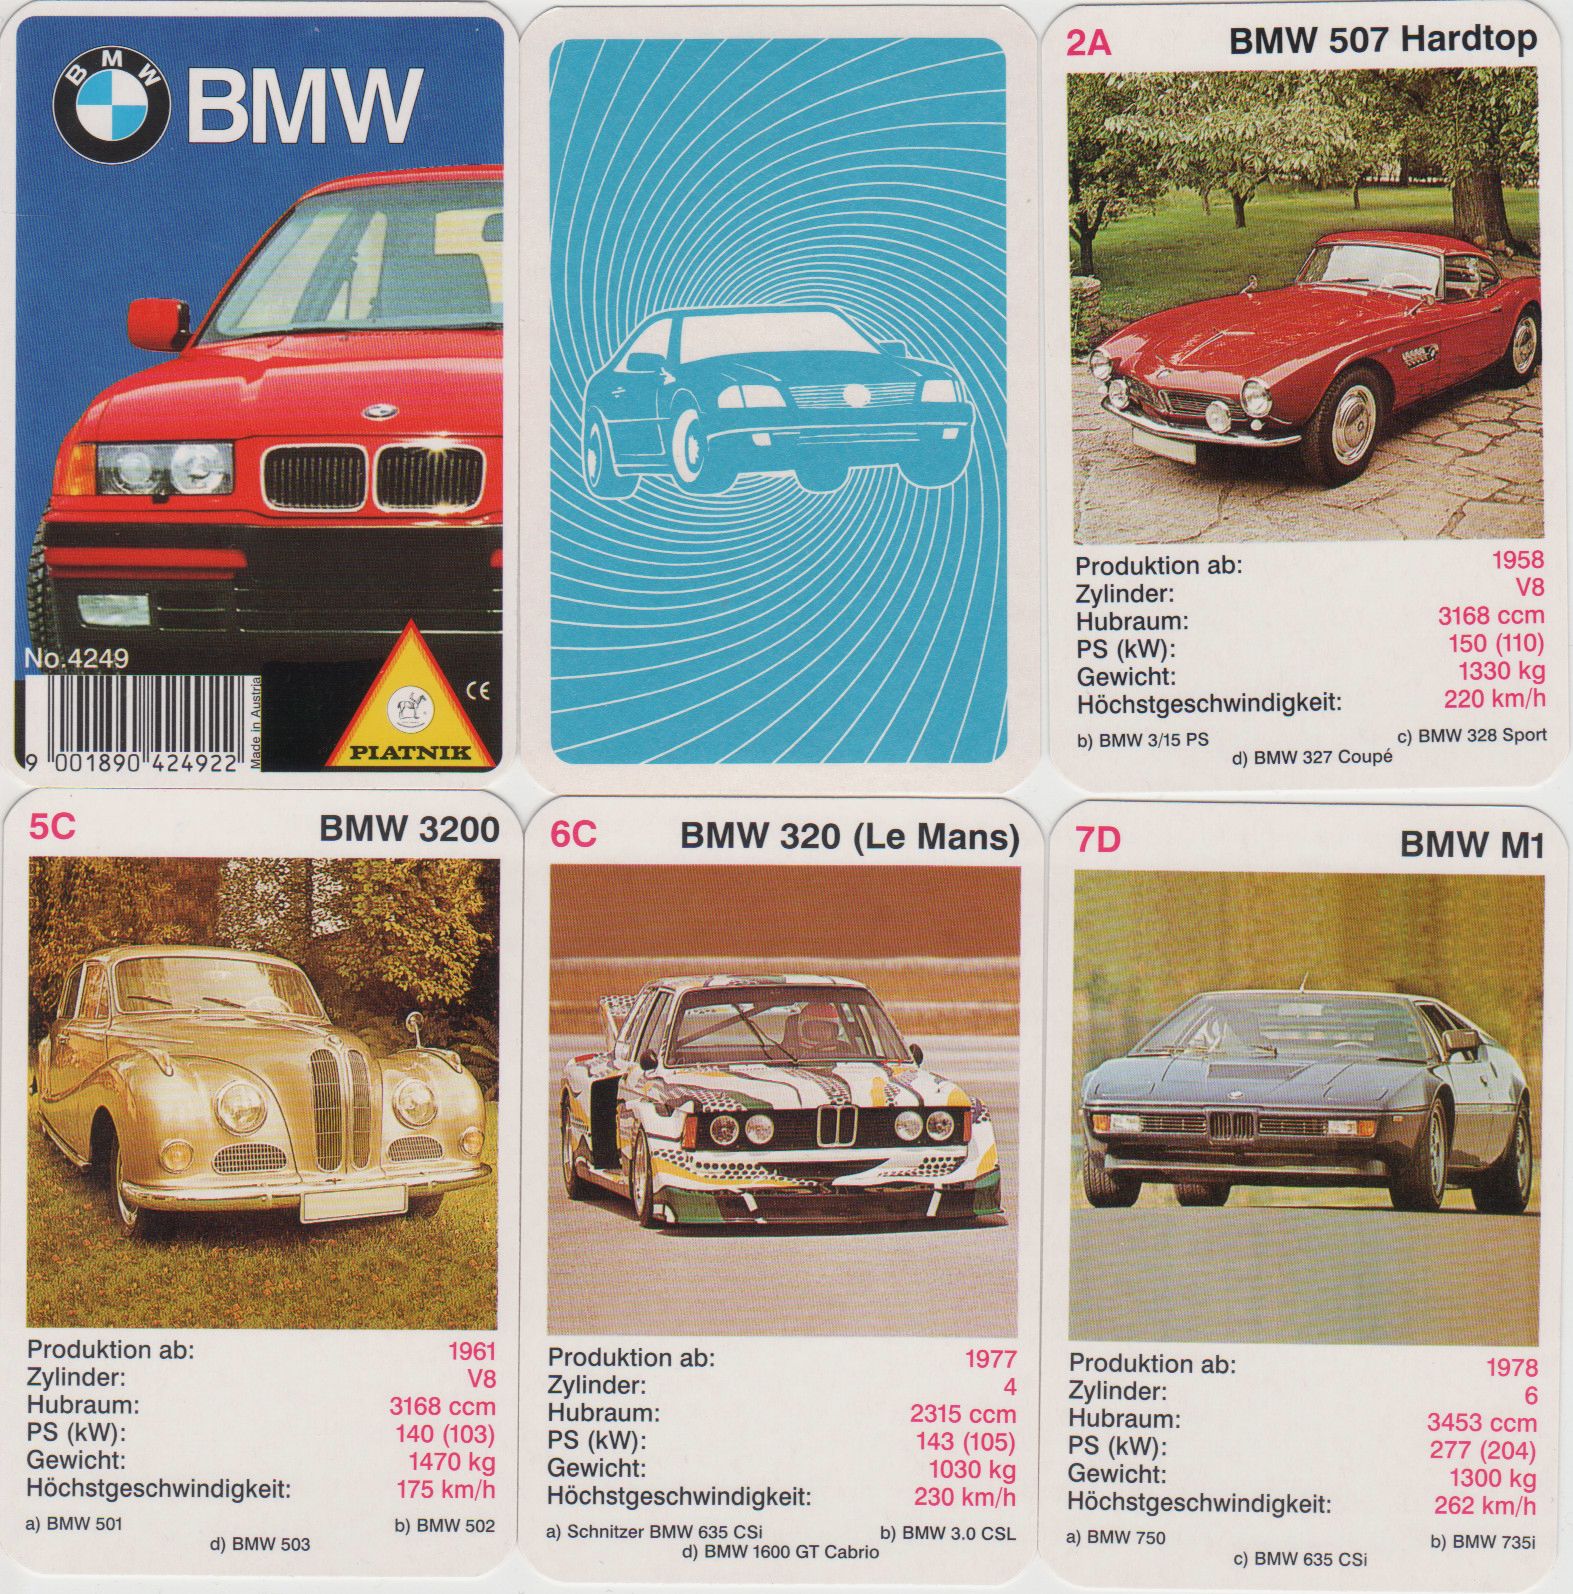 BMW
BMW
No.4249
Made in Austria
CE
PIATNIK
9 001890 424922
2A BMW 507 Hardtop
Produktion ab: 1958
Zylinder: V8
Hubraum: 3168 ccm
PS (kW): 150 (110)
Gewicht: 1330 kg
Höchstgeschwindigkeit: 220 km/h
b) BMW 3/15 PS c) BMW 328 Sport
d) BMW 327 Coupé
5C BMW 3200
Produktion ab: 1961
Zylinder: V8
Hubraum: 3168 ccm
PS (kW): 140 (103)
Gewicht: 1470 kg
Höchstgeschwindigkeit: 175 km/h
a) BMW 501 b) BMW 502
d) BMW 503
6C BMW 320 (Le Mans)
Produktion ab: 1977
Zylinder: 4
Hubraum: 2315 ccm
PS (kW): 143 (105)
Gewicht: 1030 kg
Höchstgeschwindigkeit: 230 km/h
a) Schnitzer BMW 635 CSi b) BMW 3.0 CSL
d) BMW 1600 GT Cabrio
7D BMW M1
Produktion ab: 1978
Zylinder: 6
Hubraum: 3453 ccm
PS (kW): 277 (204)
Gewicht: 1300 kg
Höchstgeschwindigkeit: 262 km/h
a) BMW 750 b) BMW 735i
c) BMW 635 CSi